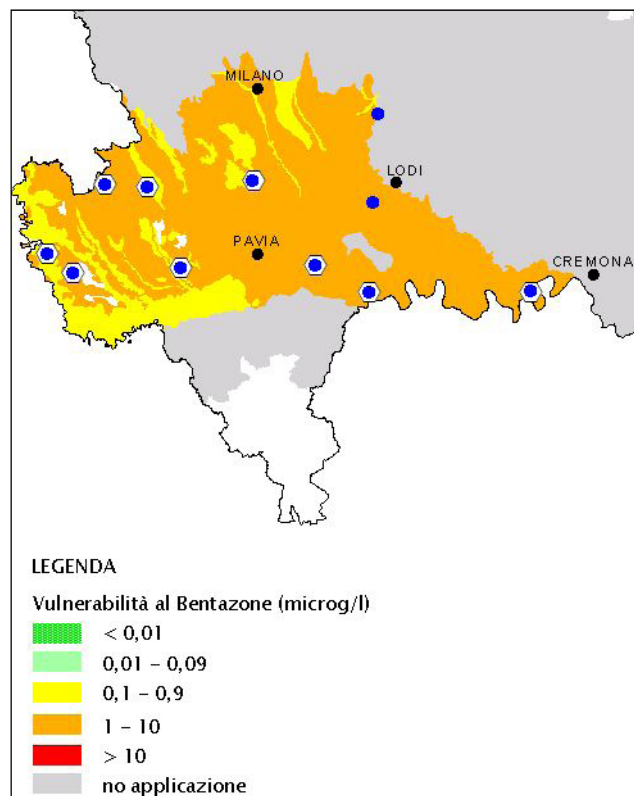 MILANO
LODI
PAVIA
CREMONA
LEGENDA
Vulnerabilità al Bentazone (microg/l)
< 0,01
0,01 – 0,09
0,1 – 0,9
1 – 10
> 10
no applicazione